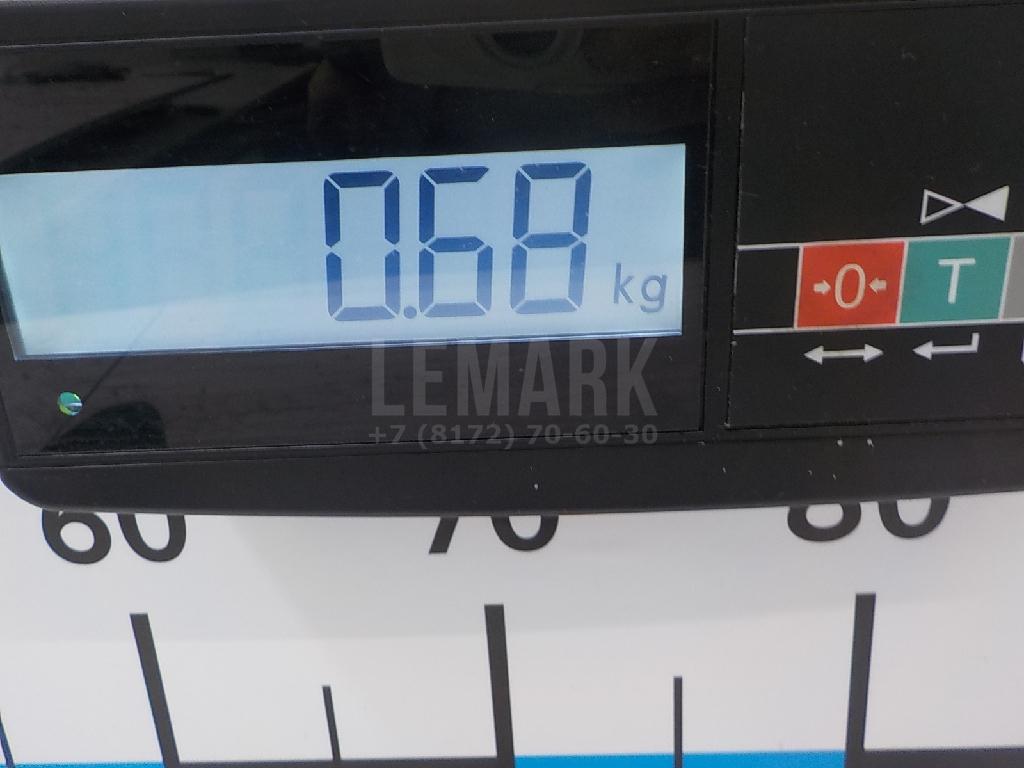 0.68 kg
→0← T
LEMARK
+7 (8172) 70-60-30
60 70 80